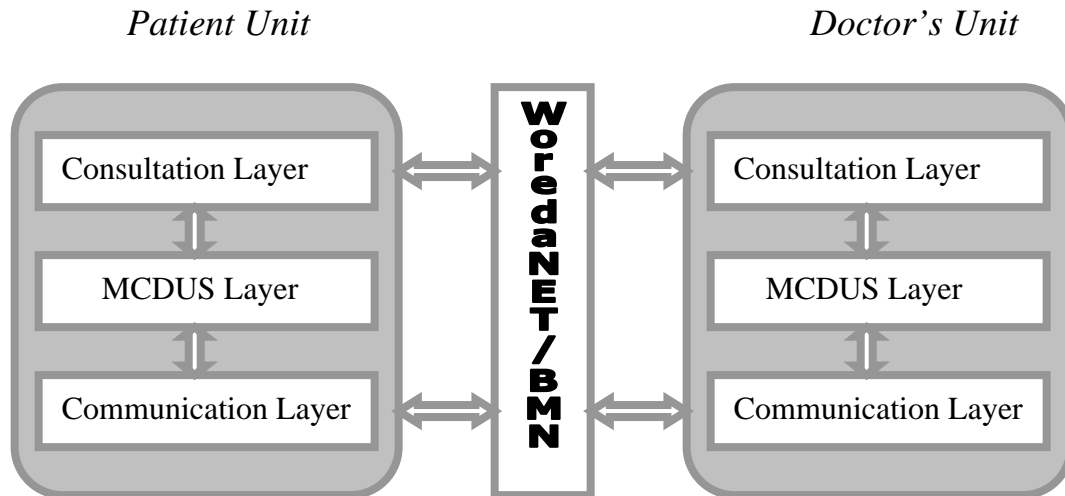 Patient Unit
Doctor's Unit
Consultation Layer
MCDUS Layer
Communication Layer
WoredaNET/BMN
Consultation Layer
MCDUS Layer
Communication Layer